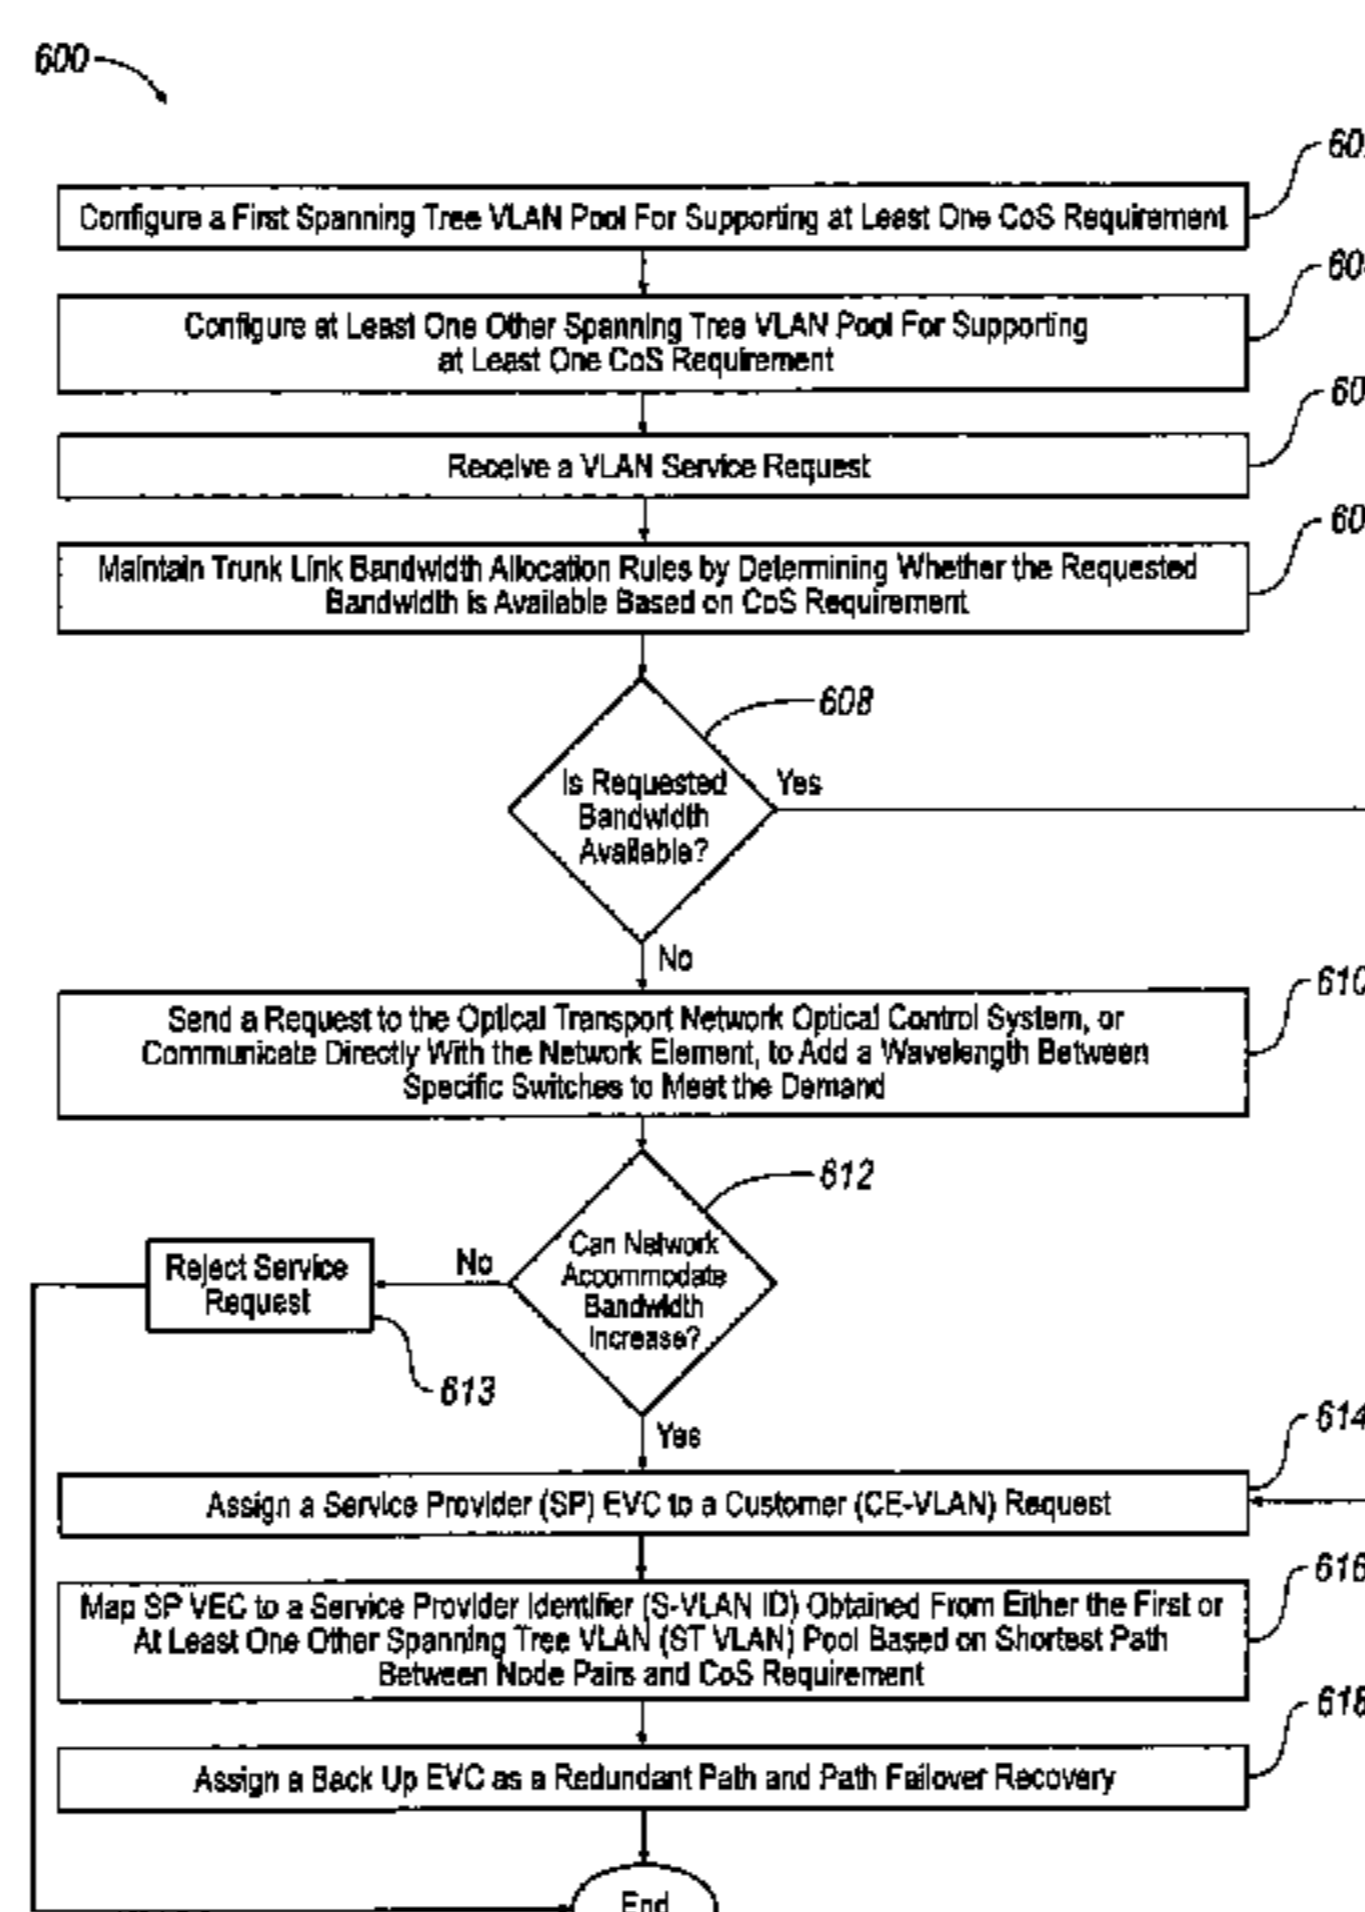 600
Configure a First Spanning Tree VLAN Pool For Supporting at Least One CoS Requirement
Configure at Least One Other Spanning Tree VLAN Pool For Supporting
at Least One CoS Requirement
Receive a VLAN Service Request
Maintain Trunk Link Bandwidth Allocation Rules by Determining Whether the Requested
Bandwidth is Available Based on CoS Requirement
608
Is Requested
Bandwidth
Available?
Yes
No
610
Send a Request to the Optical Transport Network Optical Control System, or
Communicate Directly With the Network Element, to Add a Wavelength Between
Specific Switches to Meet the Demand
612
Can Network
Accommodate
Bandwidth
Increase?
No
Reject Service
Request
613
Yes
614
Assign a Service Provider (SP) EVC to a Customer (CE-VLAN) Request
616
Map SP VEC to a Service Provider Identifier (S-VLAN ID) Obtained From Either the First or
At Least One Other Spanning Tree VLAN (ST VLAN) Pool Based on Shortest Path
Between Node Pairs and CoS Requirement
618
Assign a Back Up EVC as a Redundant Path and Path Failover Recovery
End